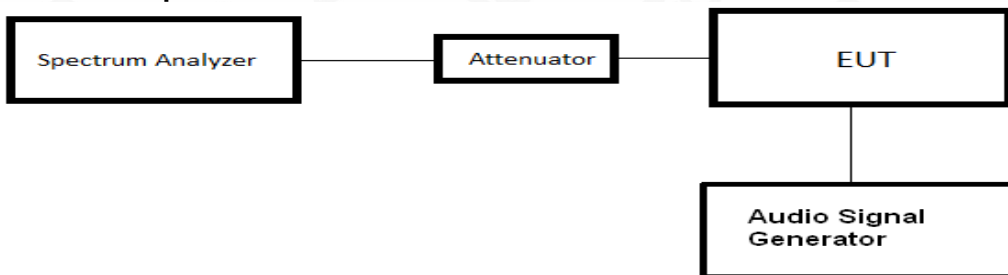 Spectrum Analyzer
Attenuator
EUT
Audio Signal
Generator